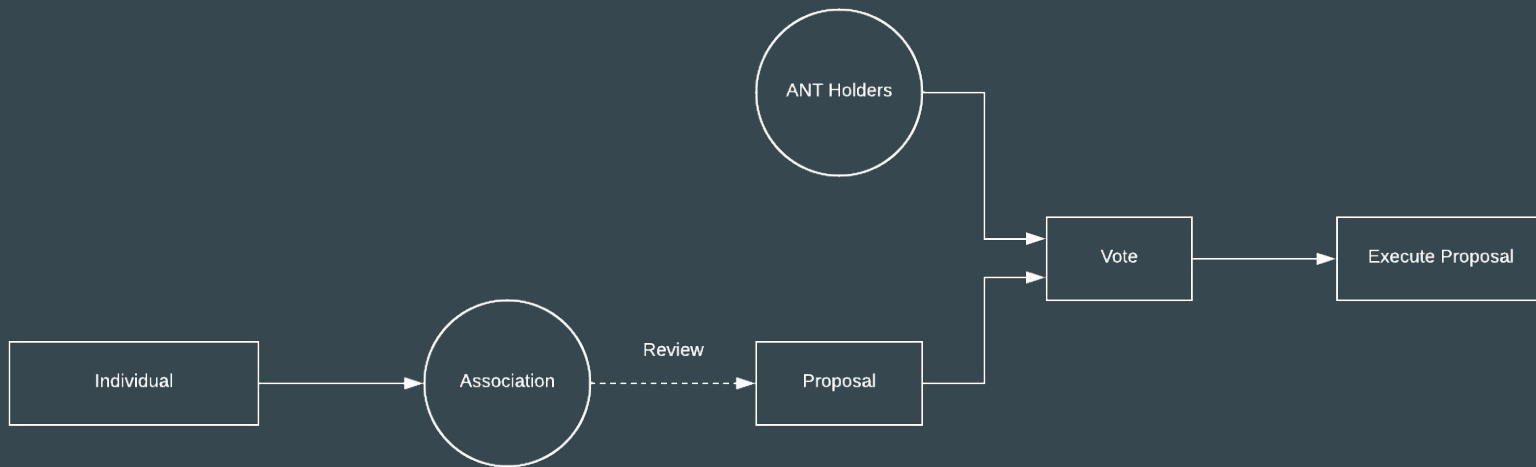 ANT Holders
Vote
Execute Proposal
Review
Individual
Association
Proposal